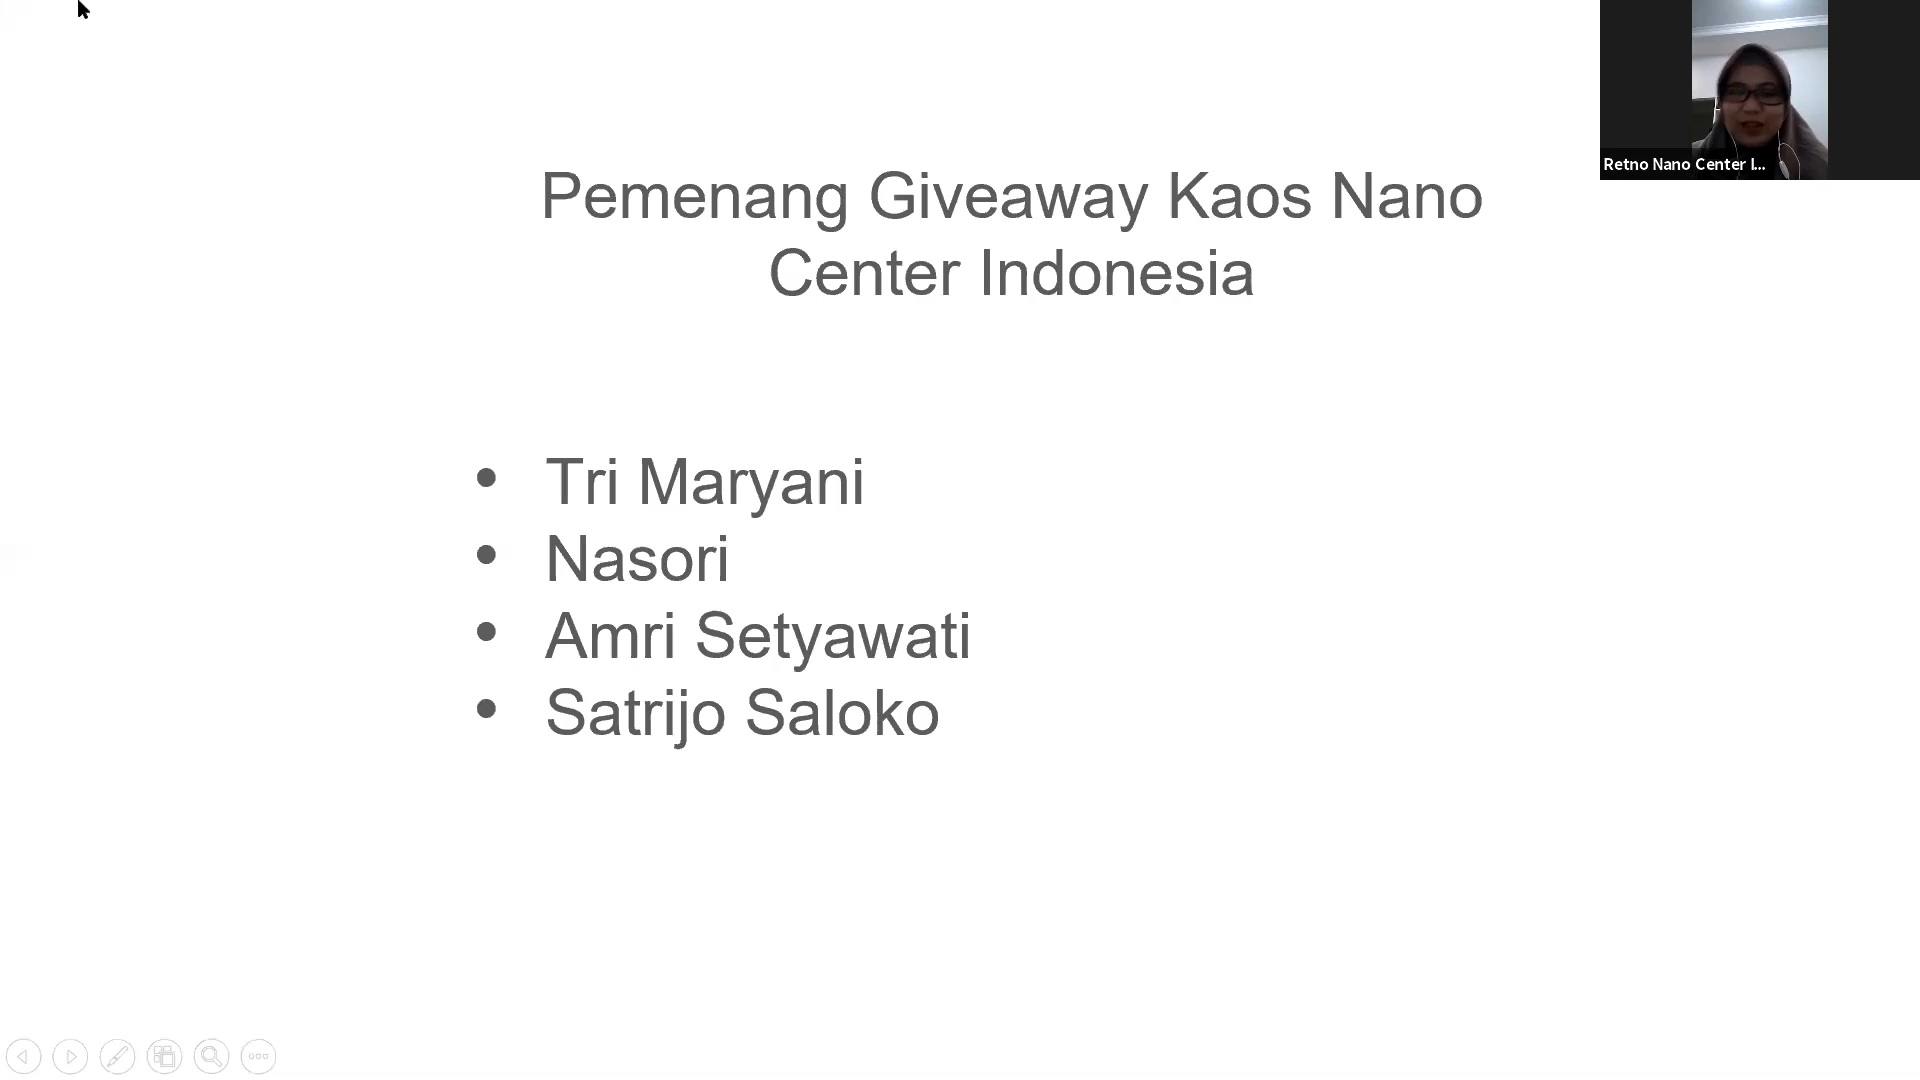 Retno Nano Center I...
Pemenang Giveaway Kaos Nano
Center Indonesia
• Tri Maryani
• Nasori
• Amri Setyawati
• Satrijo Saloko